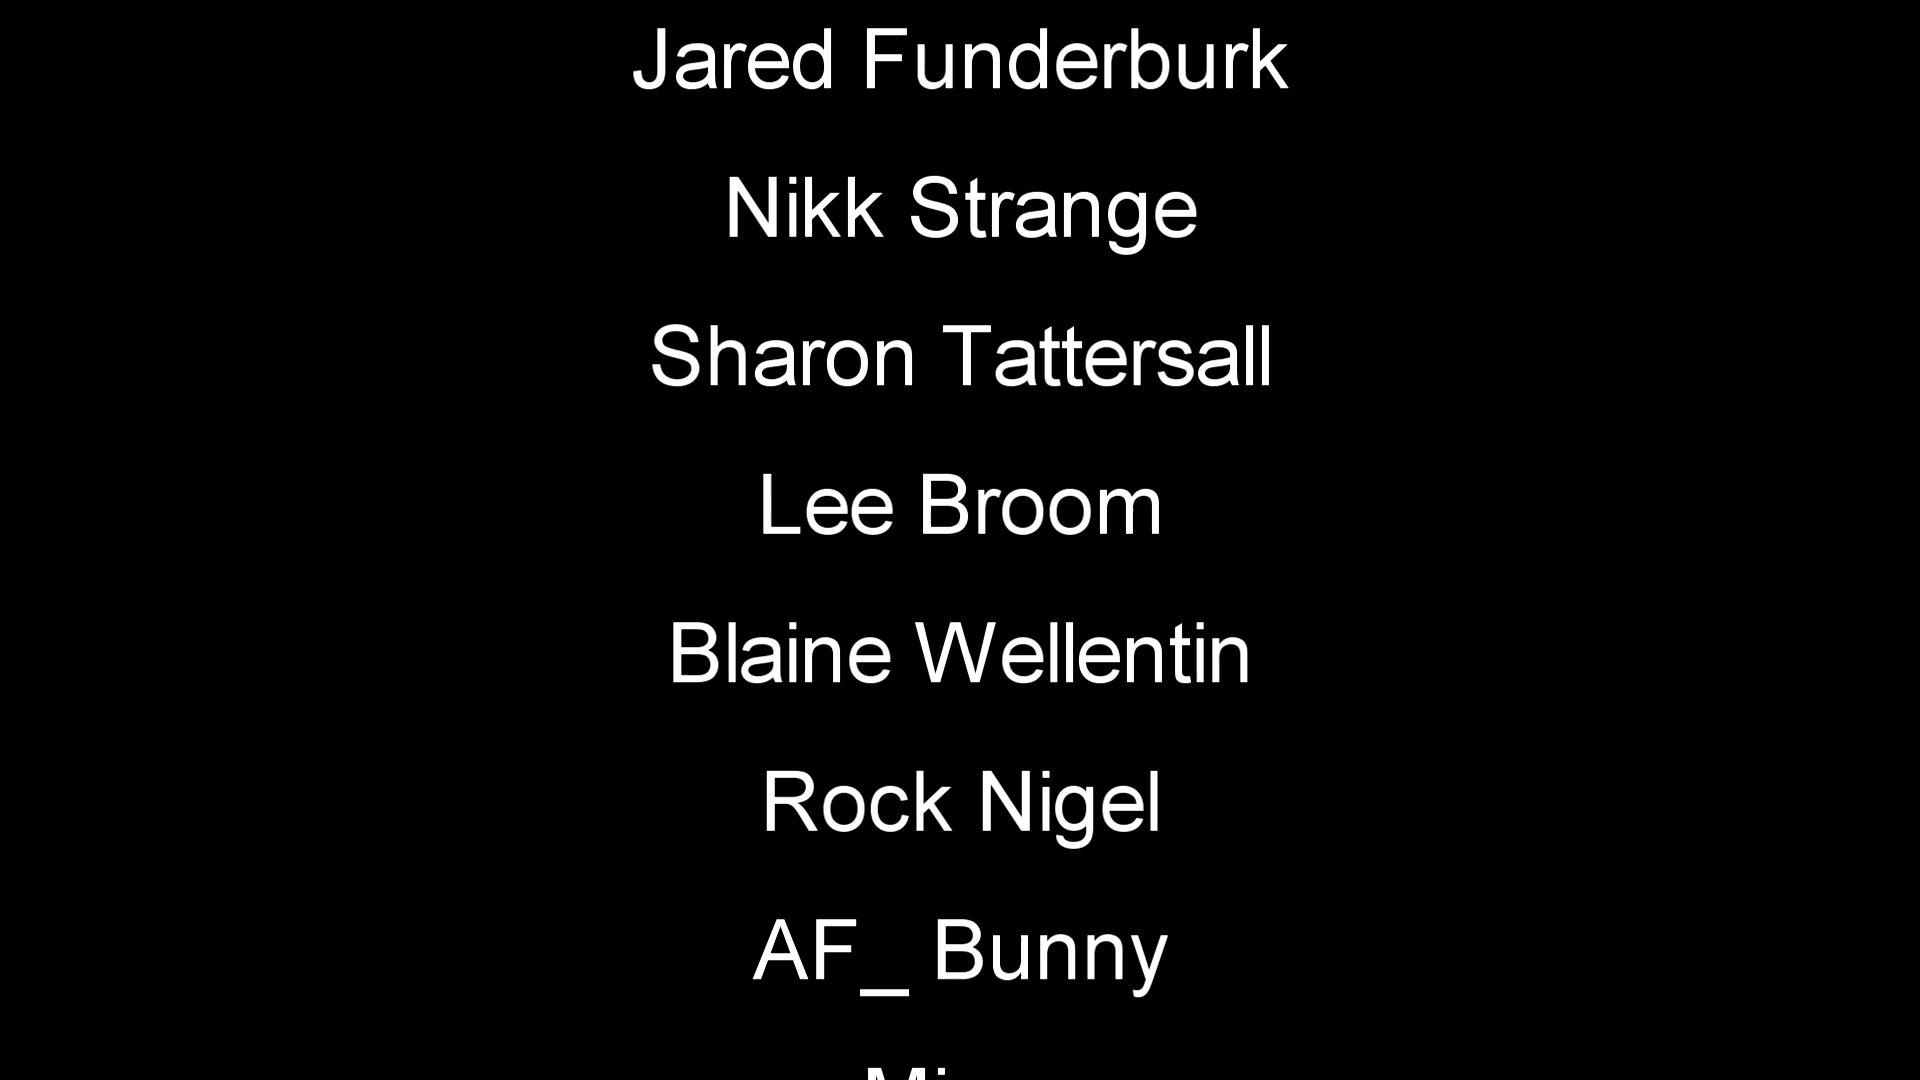 Jared Funderburk
Nikk Strange
Sharon Tattersall
Lee Broom
Blaine Wellentin
Rock Nigel
AF_ Bunny